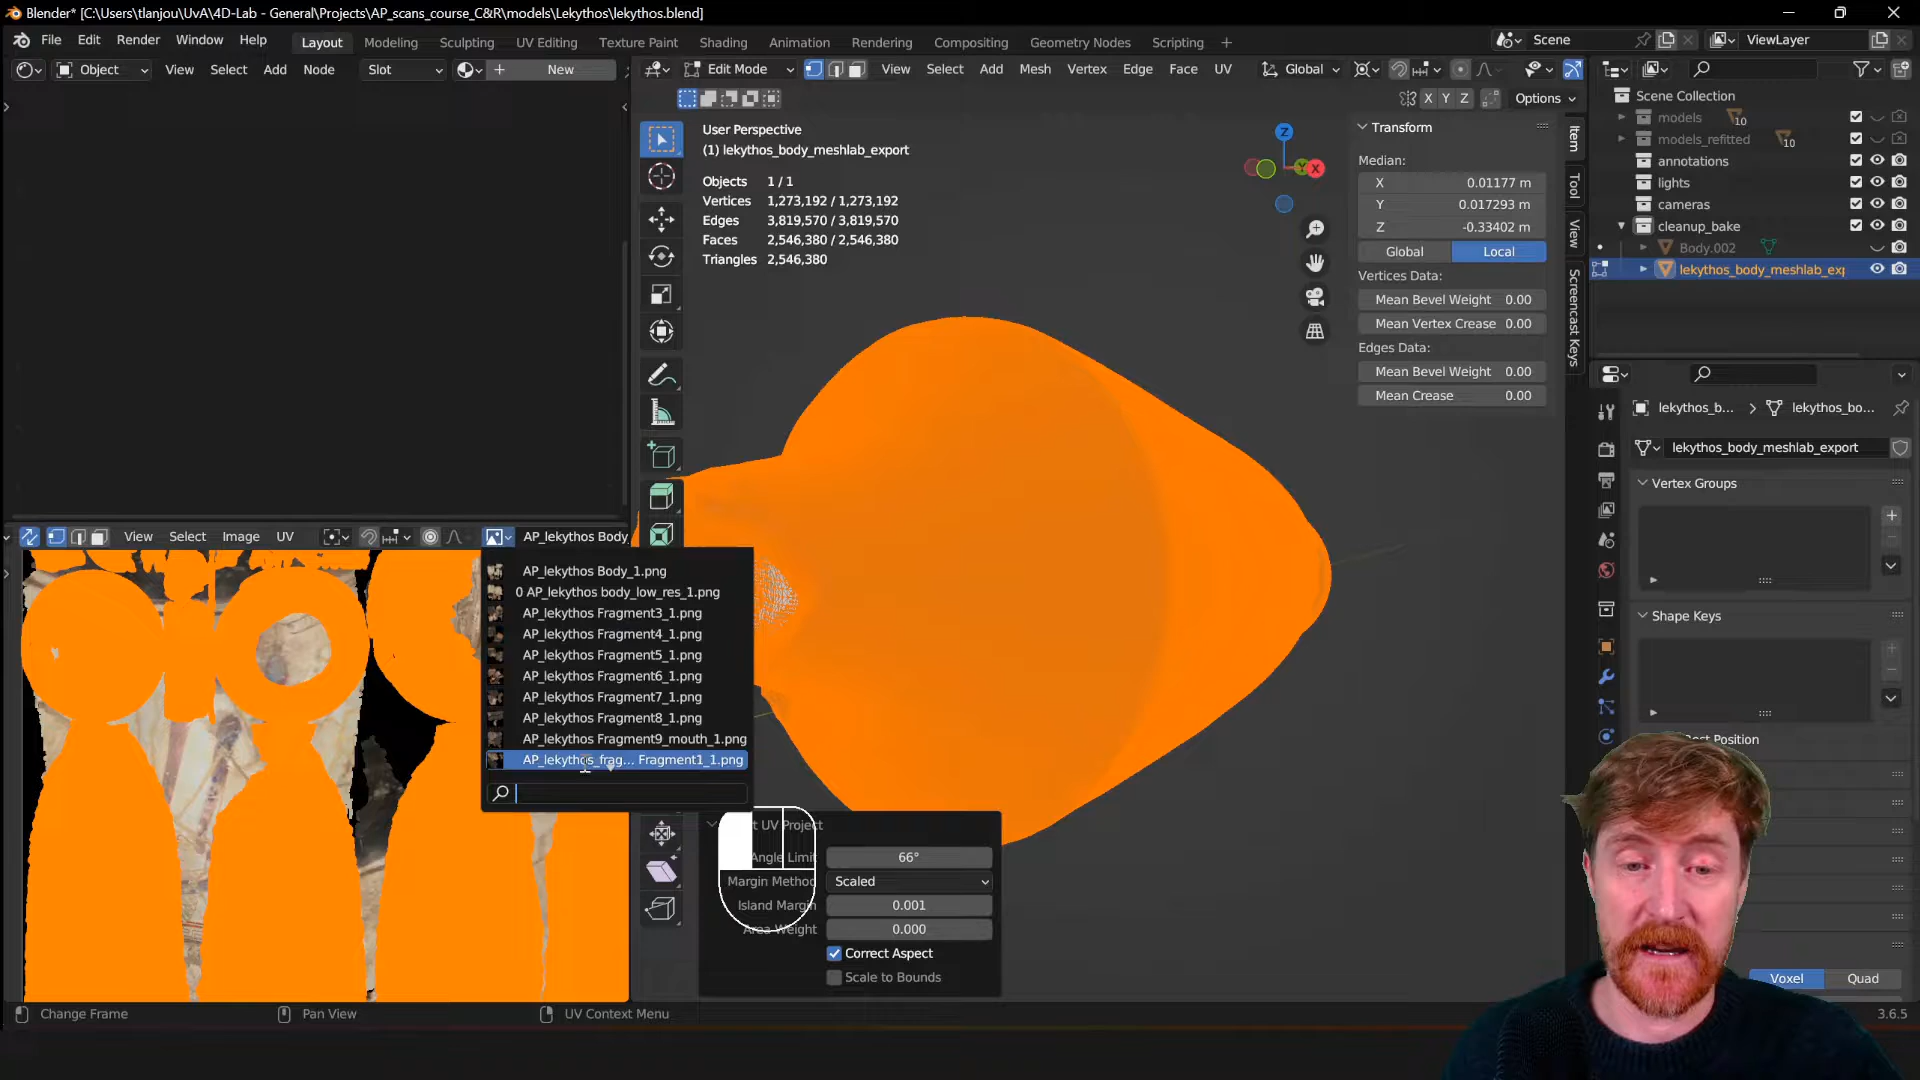 Blender* [C:\Users\tlanjou\UvA\4D-Lab - General\Projects\AP_scans_course_C&R\models\Lekythos\lekythos.blend]
File Edit Render Window Help Layout Modeling Sculpting UV Editing Texture Paint Shading Animation Rendering Compositing Geometry Nodes Scripting + Scene ViewLayer
Object View Select Add Node Slot New Edit Mode View Select Add Mesh Vertex Edge Face UV Global
X Y Z Options
User Perspective
(1) lekythos_body_meshlab_export
Objects 1 / 1
Vertices 1,273,192 / 1,273,192
Edges 3,819,570 / 3,819,570
Faces 2,546,380 / 2,546,380
Triangles 2,546,380
Z
Y
X
Transform
Median:
X 0.01177 m
Y 0.017293 m
Z -0.33402 m
Global Local
Vertices Data:
Mean Bevel Weight 0.00
Mean Vertex Crease 0.00
Edges Data:
Mean Bevel Weight 0.00
Mean Crease 0.00
Item
Tool
View
Screencast Keys
Scene Collection
models 10
models_refitted 10
annotations
lights
cameras
cleanup_bake
Body.002
lekythos_body_meshlab_exp
lekythos_b... lekythos_bo...
lekythos_body_meshlab_export
Vertex Groups
Shape Keys
Rest Position
Voxel Quad
View Select Image UV AP_lekythos Body
AP_lekythos Body_1.png
0 AP_lekythos body_low_res_1.png
AP_lekythos Fragment3_1.png
AP_lekythos Fragment4_1.png
AP_lekythos Fragment5_1.png
AP_lekythos Fragment6_1.png
AP_lekythos Fragment7_1.png
AP_lekythos Fragment8_1.png
AP_lekythos Fragment9_mouth_1.png
AP_lekythos_frag... Fragment1_1.png
UV Project
Angle Limit 66°
Margin Method Scaled
Island Margin 0.001
Area Weight 0.000
Correct Aspect
Scale to Bounds
Change Frame Pan View UV Context Menu 3.6.5